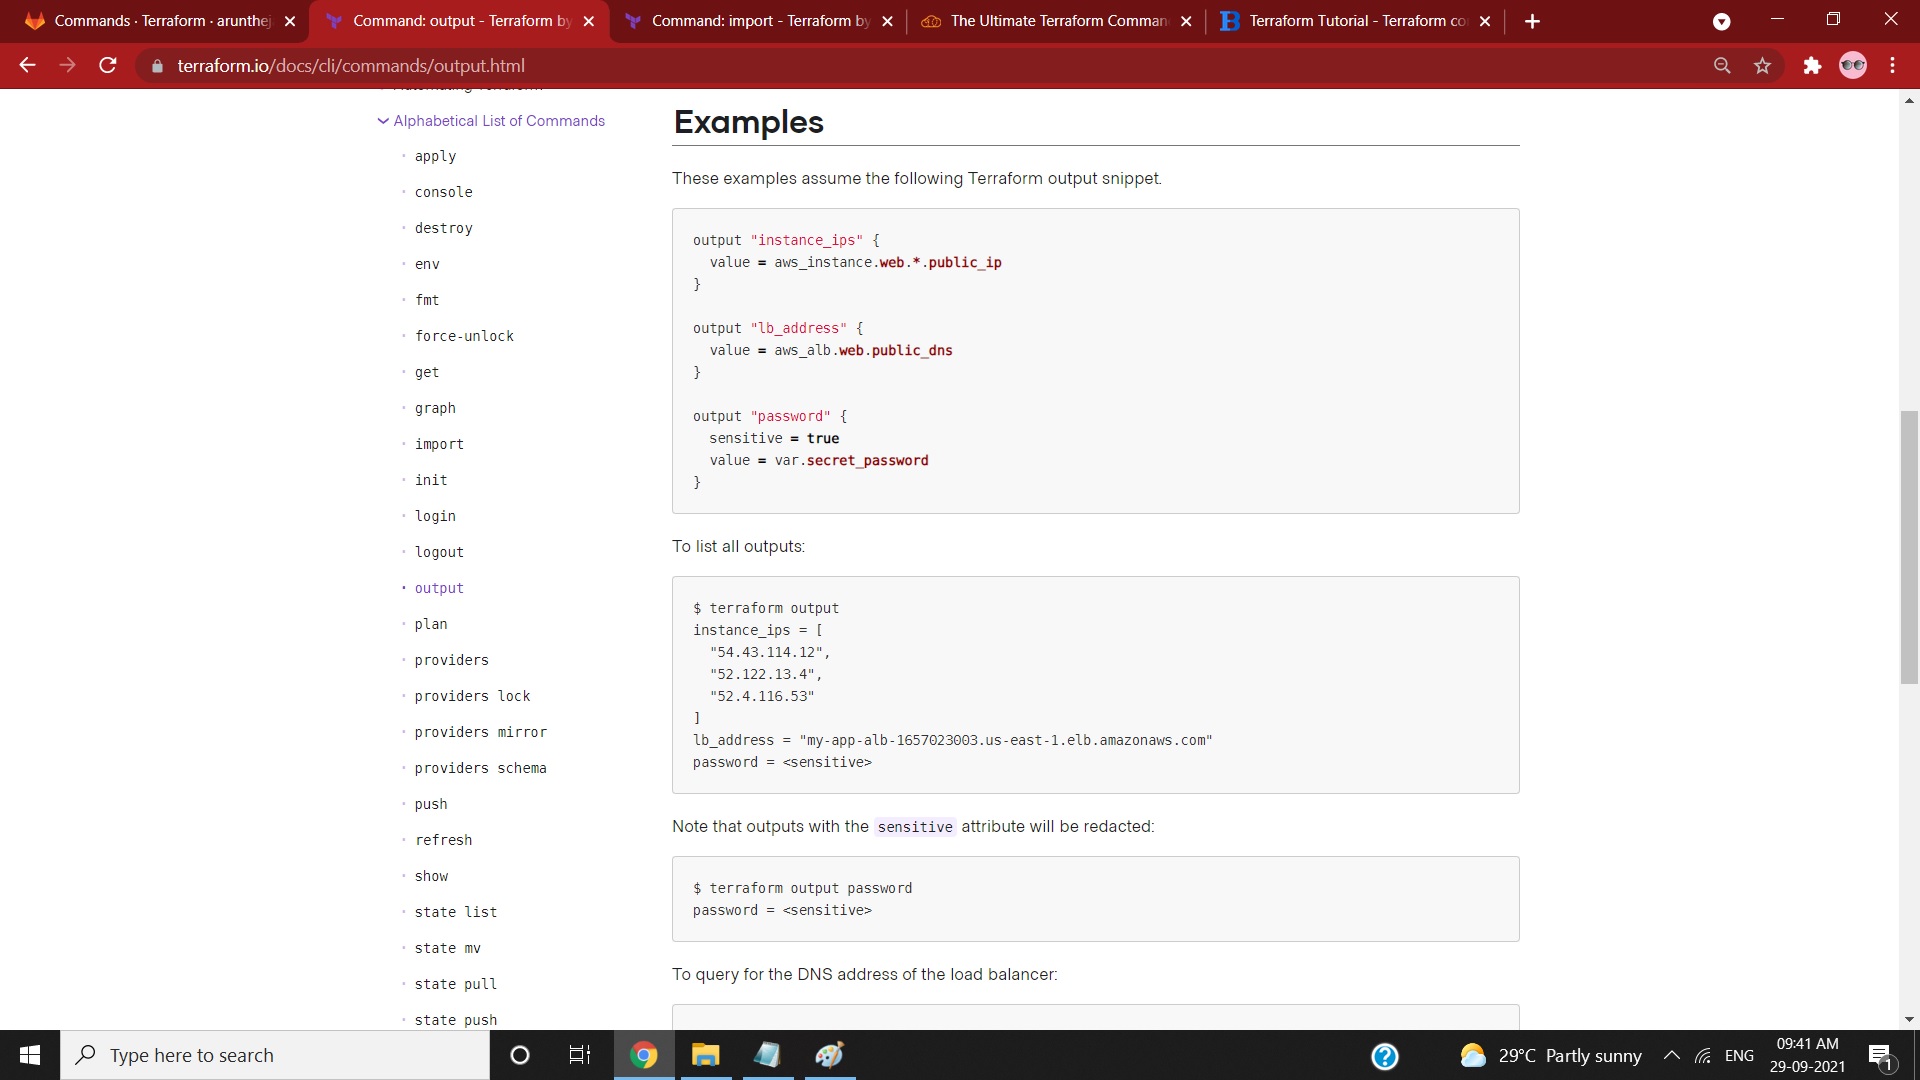 Commands · Terraform · arunthej
Command: output - Terraform by
Command: import - Terraform by
The Ultimate Terraform Comman
Terraform Tutorial - Terraform co
terraform.io/docs/cli/commands/output.html
Alphabetical List of Commands
apply
console
destroy
env
fmt
force-unlock
get
graph
import
init
login
logout
output
plan
providers
providers lock
providers mirror
providers schema
push
refresh
show
state list
state mv
state pull
state push
Examples
These examples assume the following Terraform output snippet.
output "instance_ips" {
  value = aws_instance.web.*.public_ip
}
output "lb_address" {
  value = aws_alb.web.public_dns
}
output "password" {
  sensitive = true
  value = var.secret_password
}
To list all outputs:
$ terraform output
instance_ips = [
  "54.43.114.12",
  "52.122.13.4",
  "52.4.116.53"
]
lb_address = "my-app-alb-1657023003.us-east-1.elb.amazonaws.com"
password = <sensitive>
Note that outputs with the sensitive attribute will be redacted:
$ terraform output password
password = <sensitive>
To query for the DNS address of the load balancer:
Type here to search
29°C Partly sunny
ENG
09:41 AM
29-09-2021
1